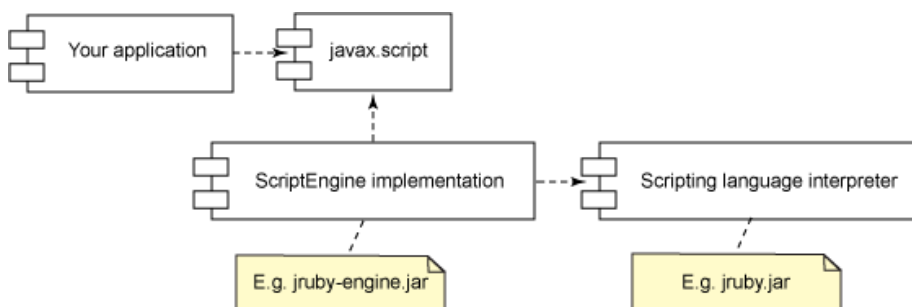 Your application
javax.script
ScriptEngine implementation
Scripting language interpreter
E.g. jruby-engine.jar
E.g. jruby.jar